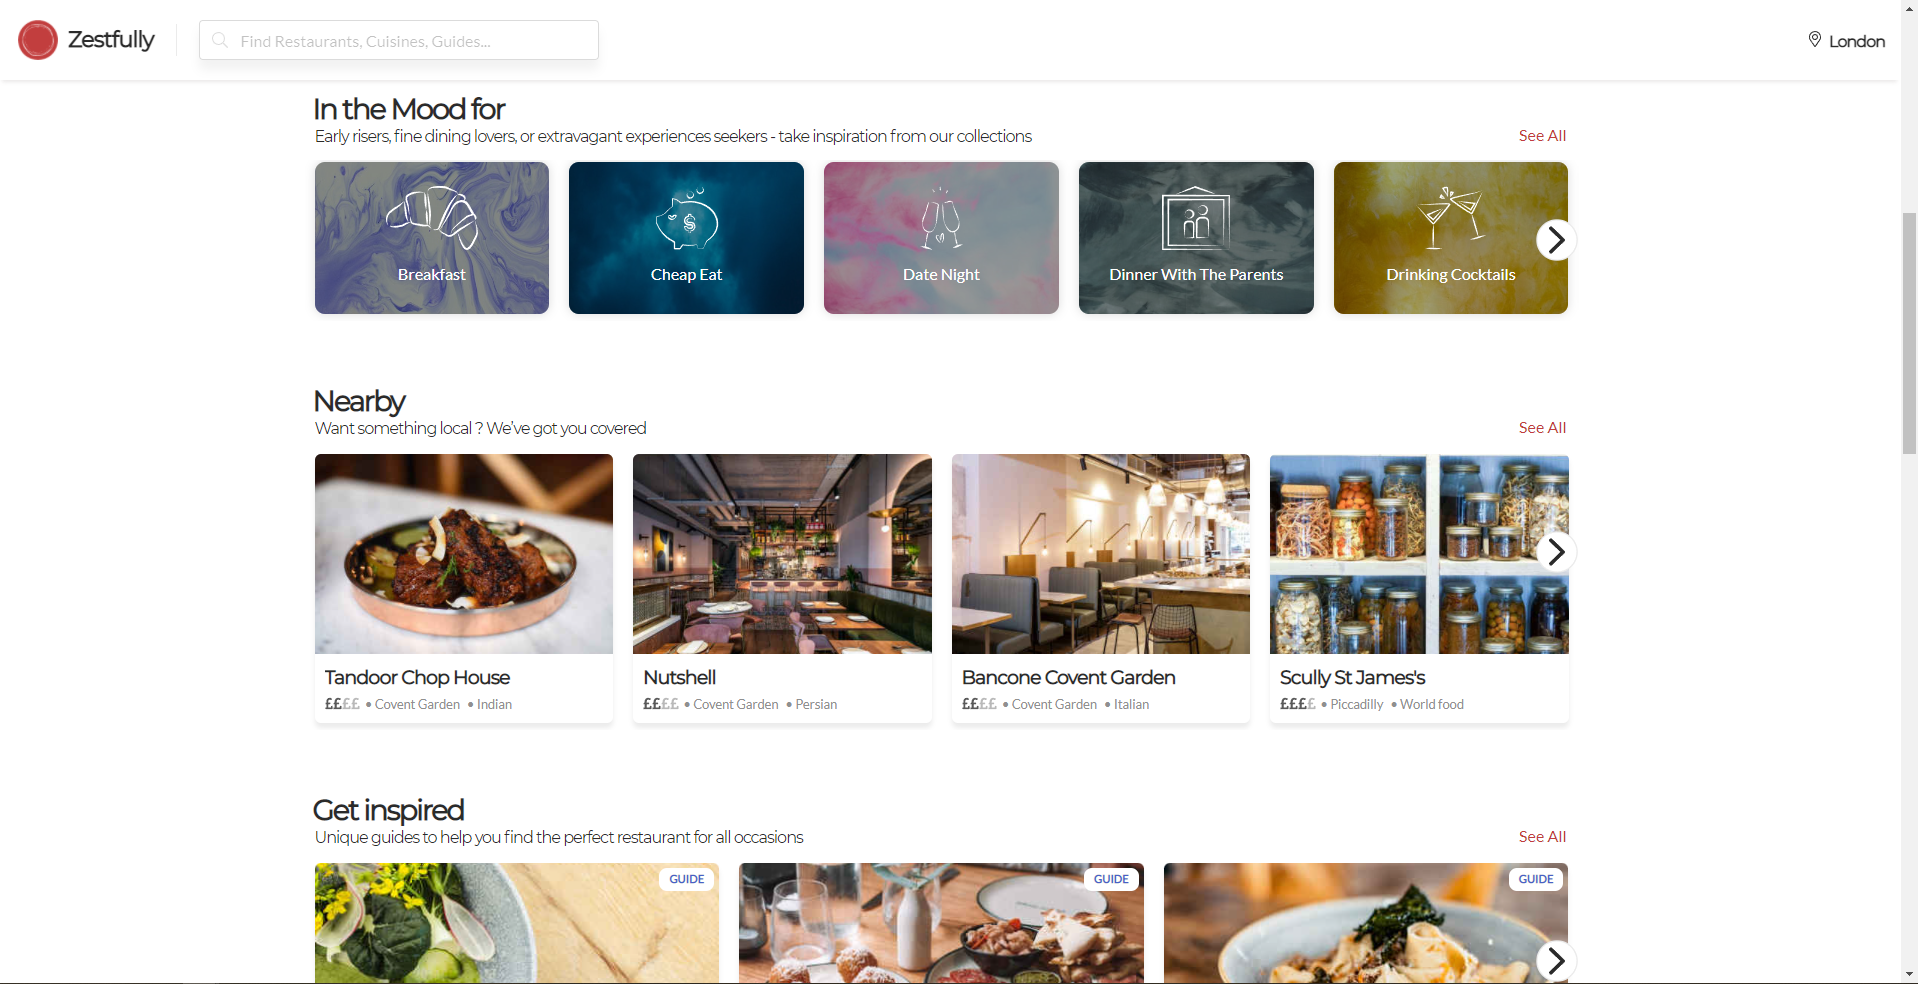 Zestfully
Find Restaurants, Cuisines, Guides...
London
In the Mood for
Early risers, fine dining lovers, or extravagant experiences seekers - take inspiration from our collections
See All
Breakfast
Cheap Eat
Date Night
Dinner With The Parents
Drinking Cocktails
Nearby
Want something local ? We've got you covered
See All
Tandoor Chop House
££££ • Covent Garden • Indian
Nutshell
££££ • Covent Garden • Persian
Bancone Covent Garden
££££ • Covent Garden • Italian
Scully St James's
££££ • Piccadilly • World food
Get inspired
Unique guides to help you find the perfect restaurant for all occasions
See All
GUIDE
GUIDE
GUIDE